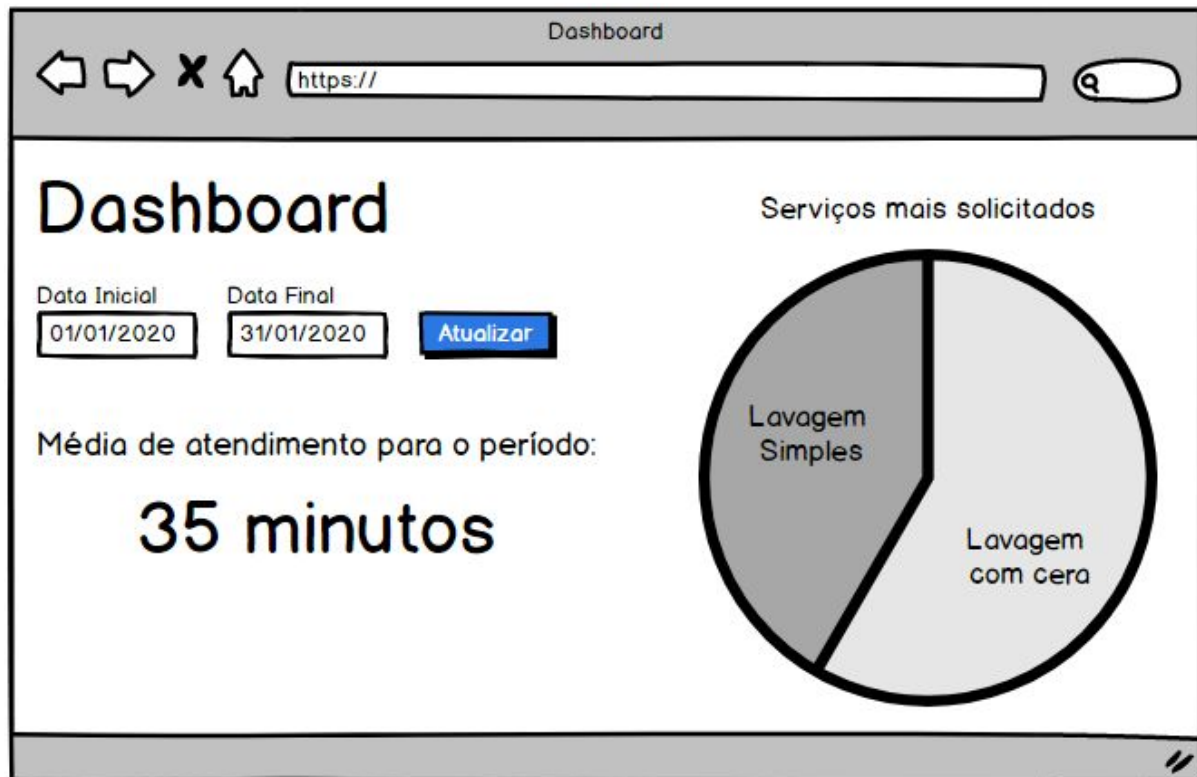 Dashboard
https://
Dashboard
Data Inicial
Data Final
01/01/2020
31/01/2020
Atualizar
Média de atendimento para o período:
35 minutos
Serviços mais solicitados
Lavagem
Simples
Lavagem
com cera